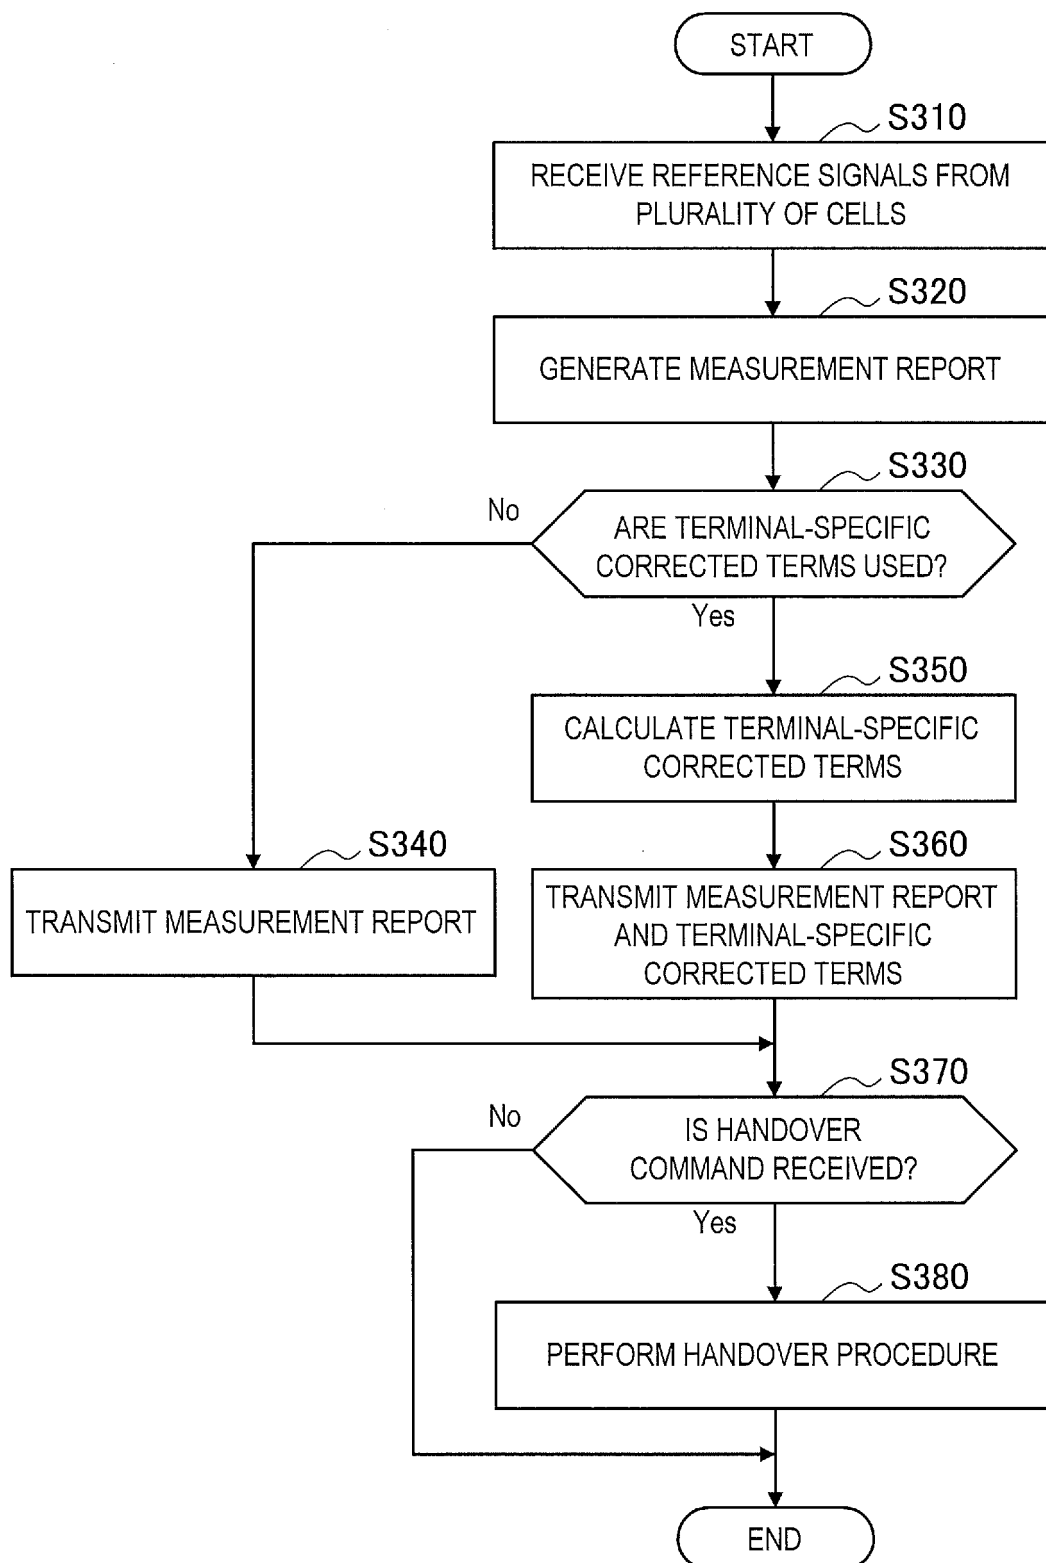 START
S310
RECEIVE REFERENCE SIGNALS FROM
PLURALITY OF CELLS
S320
GENERATE MEASUREMENT REPORT
S330
No
ARE TERMINAL-SPECIFIC
CORRECTED TERMS USED?
Yes
S350
CALCULATE TERMINAL-SPECIFIC
CORRECTED TERMS
S340
TRANSMIT MEASUREMENT REPORT
S360
TRANSMIT MEASUREMENT REPORT
AND TERMINAL-SPECIFIC
CORRECTED TERMS
S370
No
IS HANDOVER
COMMAND RECEIVED?
Yes
S380
PERFORM HANDOVER PROCEDURE
END